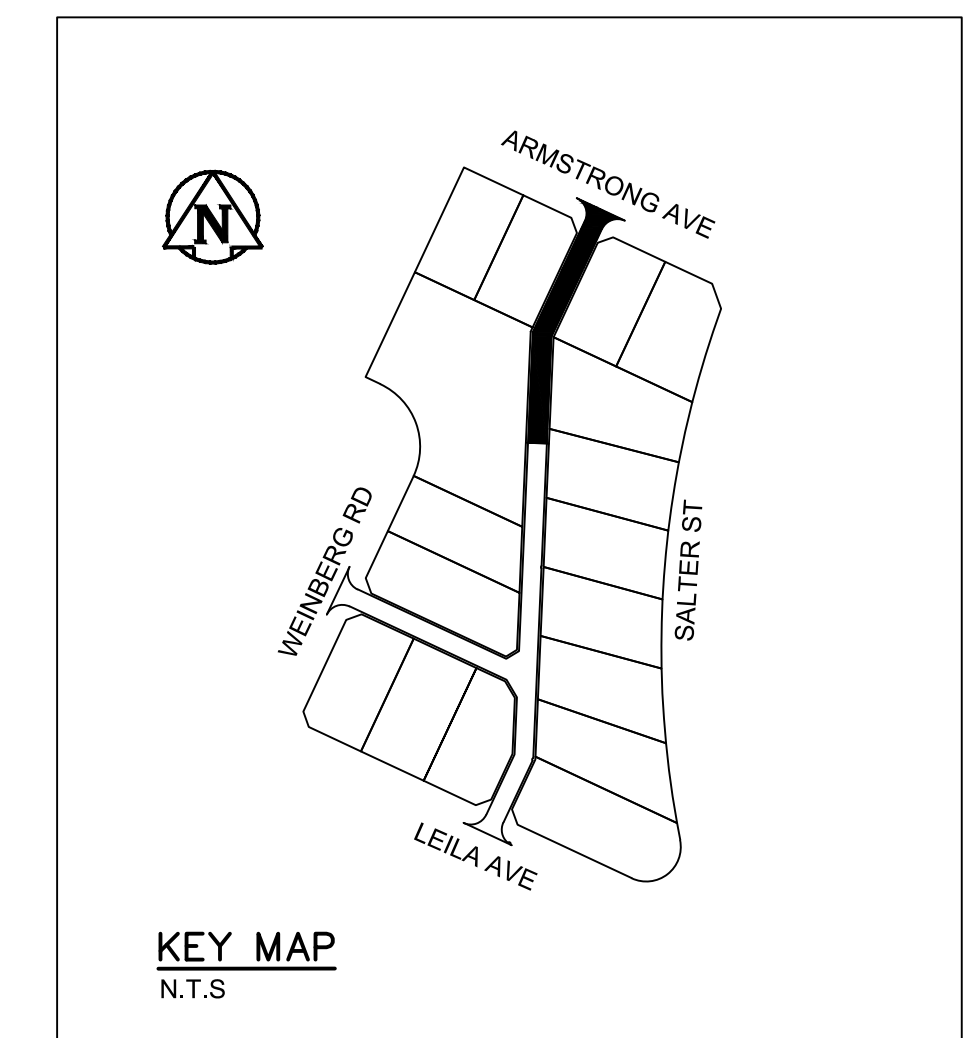 ARMSTRONG AVE
N
WEINBERG RD
SALTER ST
LEILA AVE
KEY MAP
N.T.S